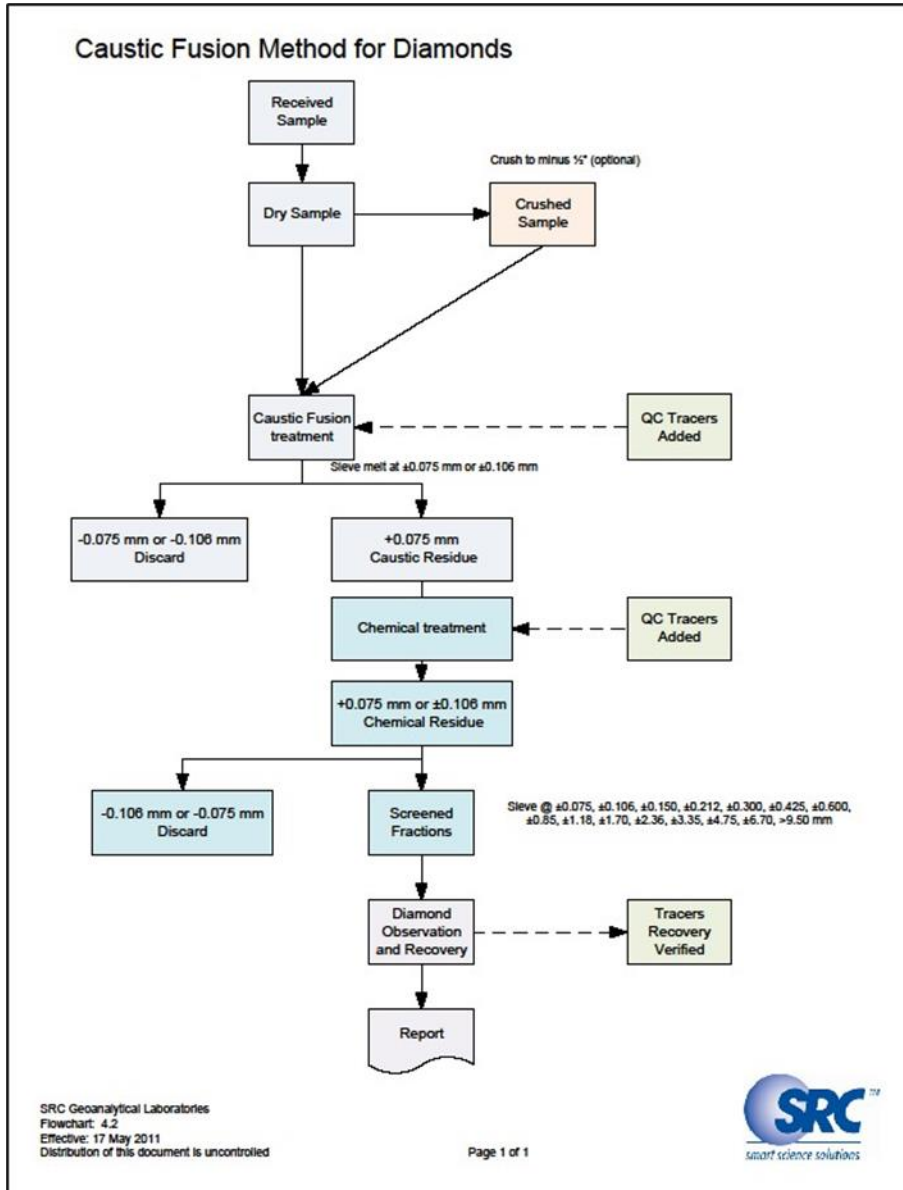 Caustic Fusion Method for Diamonds
Received
Sample
Crush to minus ½" (optional)
Dry Sample
Crushed
Sample
Caustic Fusion
treatment
QC Tracers
Added
Sieve melt at ±0.075 mm or ±0.106 mm
-0.075 mm or -0.106 mm
Discard
+0.075 mm
Caustic Residue
Chemical treatment
QC Tracers
Added
+0.075 mm or ±0.106 mm
Chemical Residue
-0.106 mm or -0.075 mm
Discard
Screened
Fractions
Sieve @ ±0.075, ±0.106, ±0.150, ±0.212, ±0.300, ±0.425, ±0.600,
±0.85, ±1.18, ±1.70, ±2.36, ±3.35, ±4.75, ±6.70, >9.50 mm
Diamond
Observation
and Recovery
Tracers
Recovery
Verified
Report
SRC Geoanalytical Laboratories
Flowchart: 4.2
Effective: 17 May 2011
Distribution of this document is uncontrolled
Page 1 of 1
SRC™
smart science solutions